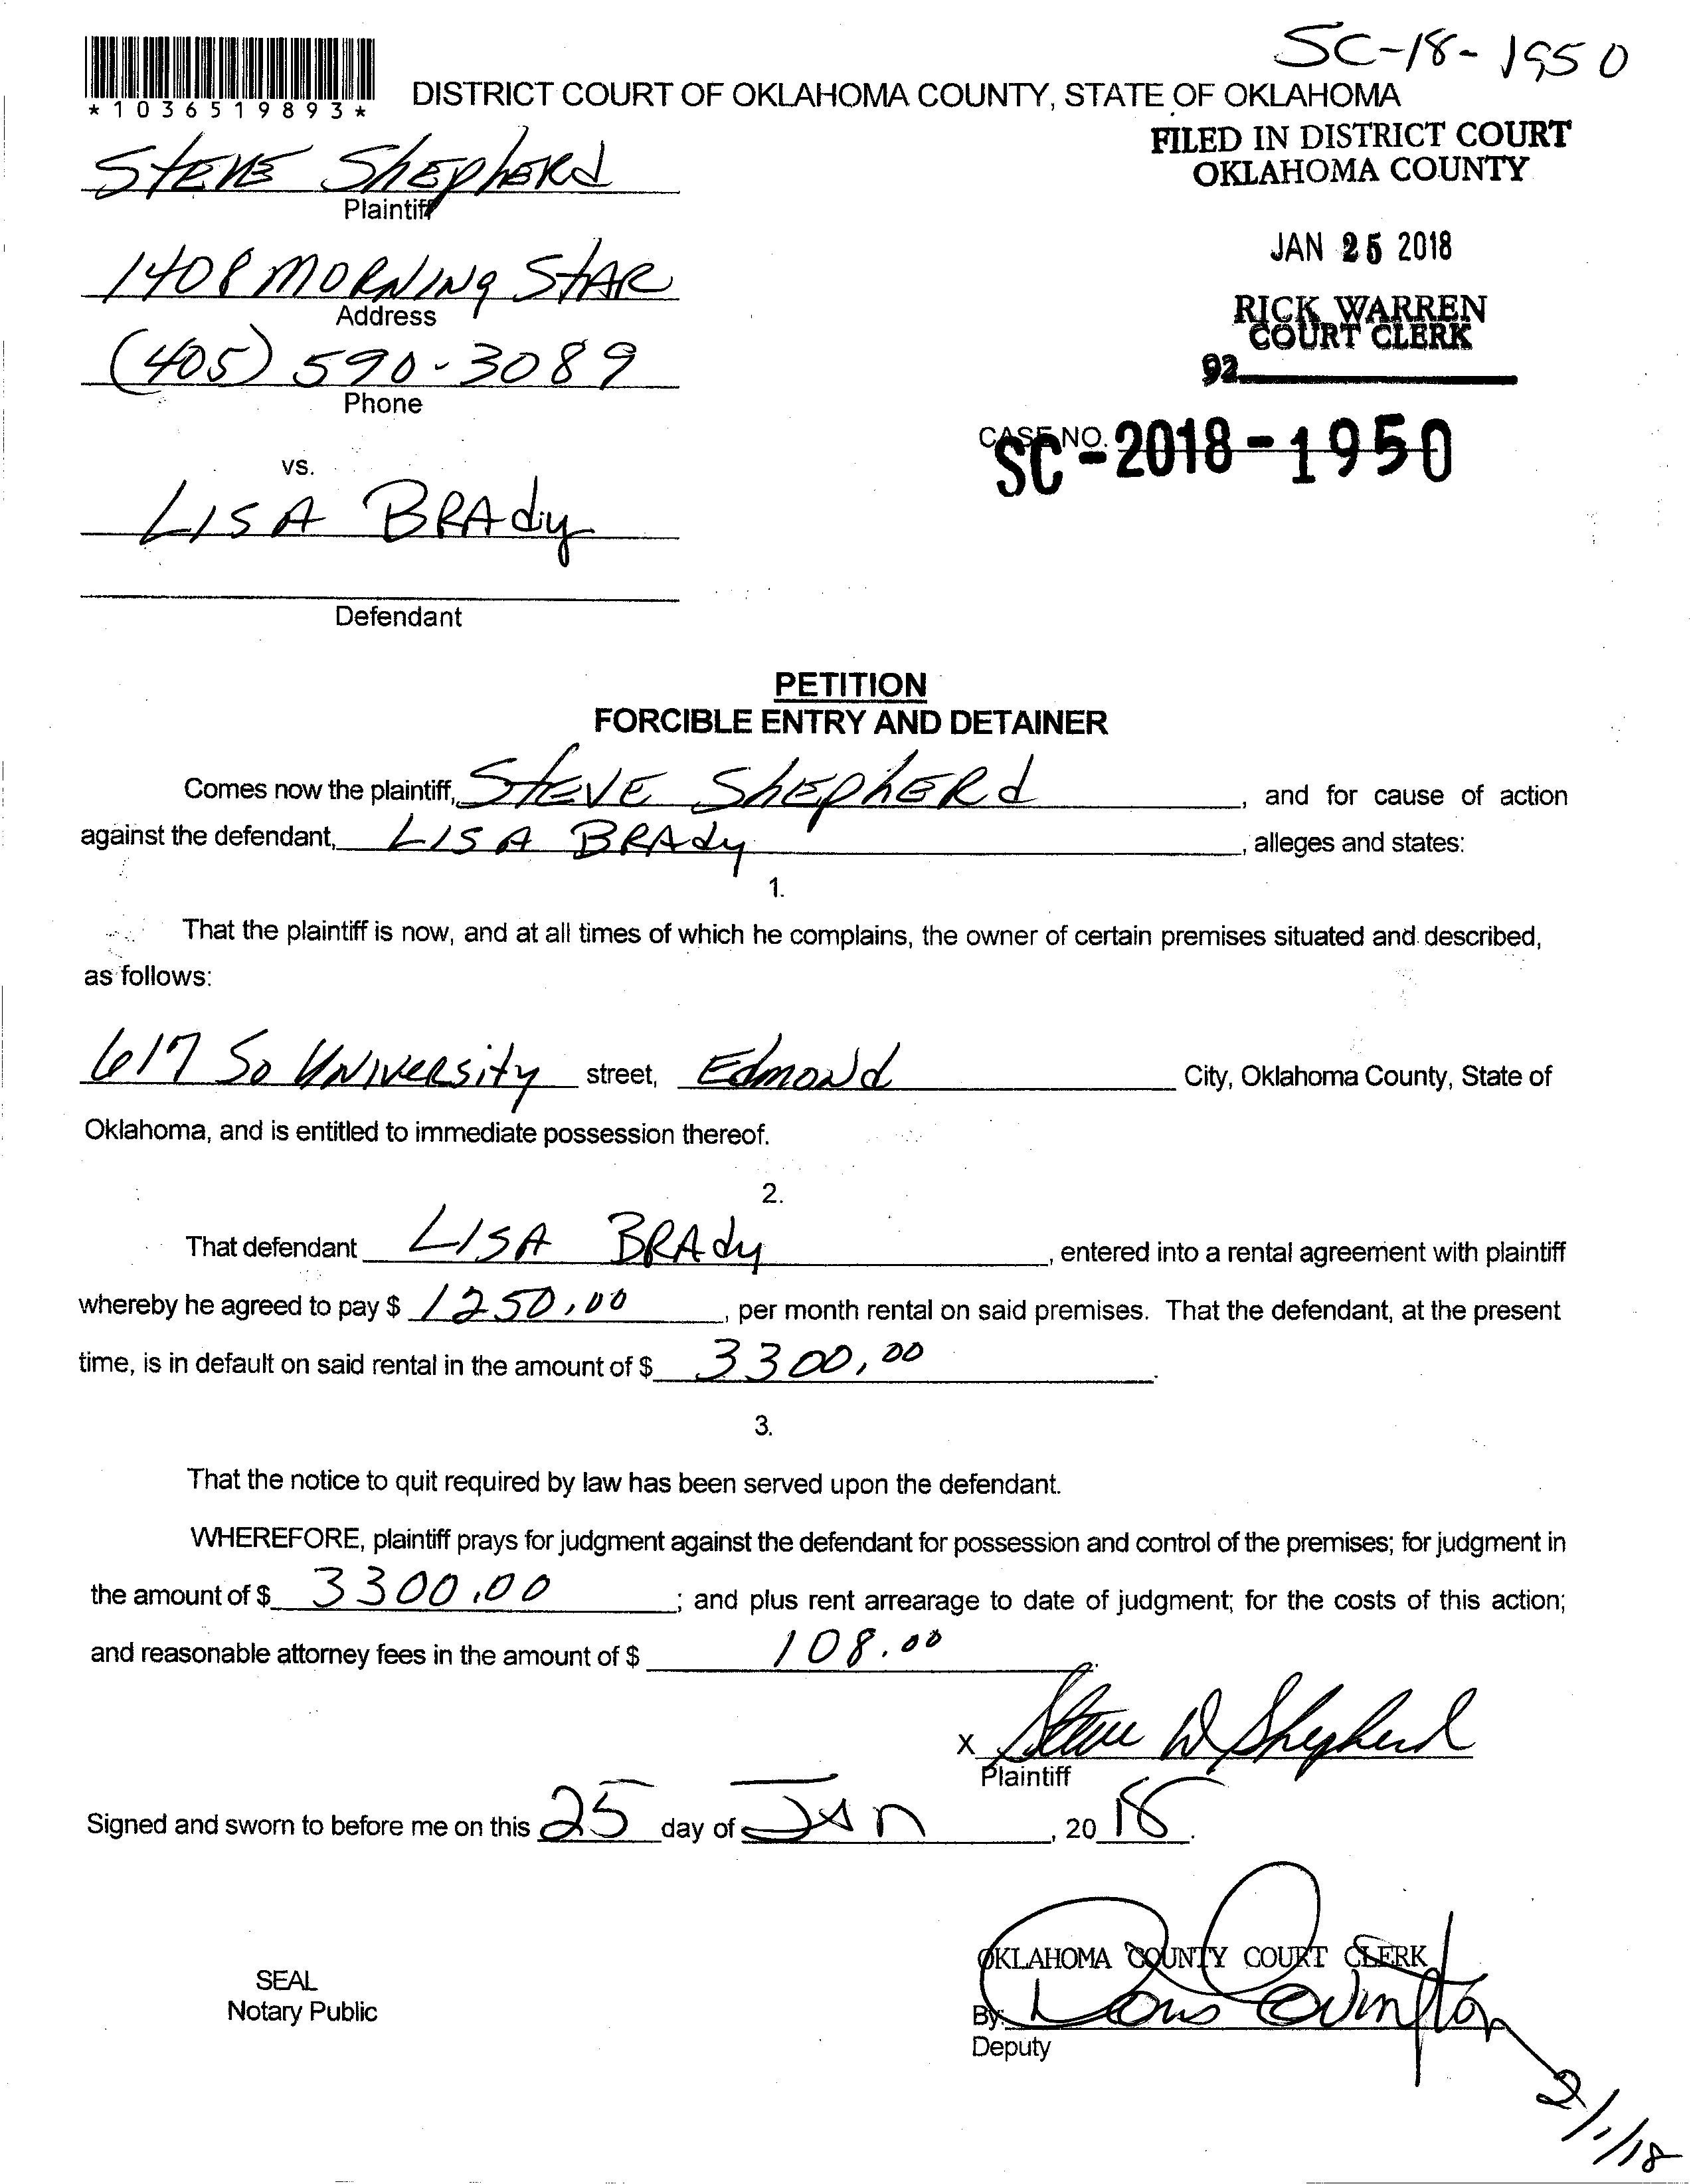 SC-18-1950
*1036519893*
DISTRICT COURT OF OKLAHOMA COUNTY, STATE OF OKLAHOMA
FILED IN DISTRICT COURT
OKLAHOMA COUNTY
STEVE ShEphERd
Plaintiff
JAN 25 2018
1408 MORNINg StAR
Address
RICK WARREN
COURT CLERK
(405) 590-3089
92
Phone
CASE NO.
SC-2018-1950
vs.
LISA BRAdy
Defendant
PETITION
FORCIBLE ENTRY AND DETAINER
Comes now the plaintiff, StEVE ShEphERd, and for cause of action
against the defendant, LISA BRAdy, alleges and states:
1.
That the plaintiff is now, and at all times of which he complains, the owner of certain premises situated and described,
as follows:
617 So UNIVERSity street, EdmoNd City, Oklahoma County, State of
Oklahoma, and is entitled to immediate possession thereof.
2.
That defendant LISA BRAdy, entered into a rental agreement with plaintiff
whereby he agreed to pay $ 1250.00, per month rental on said premises. That the defendant, at the present
time, is in default on said rental in the amount of $ 3300.00.
3.
That the notice to quit required by law has been served upon the defendant.
WHEREFORE, plaintiff prays for judgment against the defendant for possession and control of the premises; for judgment in
the amount of $ 3300.00; and plus rent arrearage to date of judgment; for the costs of this action;
and reasonable attorney fees in the amount of $ 108.00.
X Steve W Shepherd
Plaintiff
Signed and sworn to before me on this 25 day of Jan, 2018.
OKLAHOMA COUNTY COURT CLERK
SEAL
Notary Public
By: Covington
Deputy
2/1/18